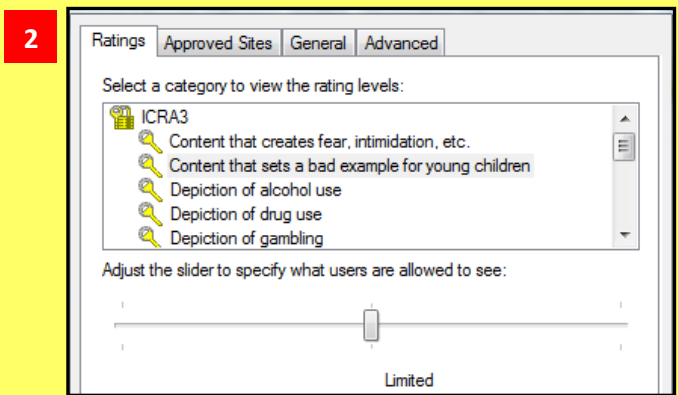 2
Ratings Approved Sites General Advanced
Select a category to view the rating levels:
ICRA3
Content that creates fear, intimidation, etc.
Content that sets a bad example for young children
Depiction of alcohol use
Depiction of drug use
Depiction of gambling
Adjust the slider to specify what users are allowed to see:
Limited